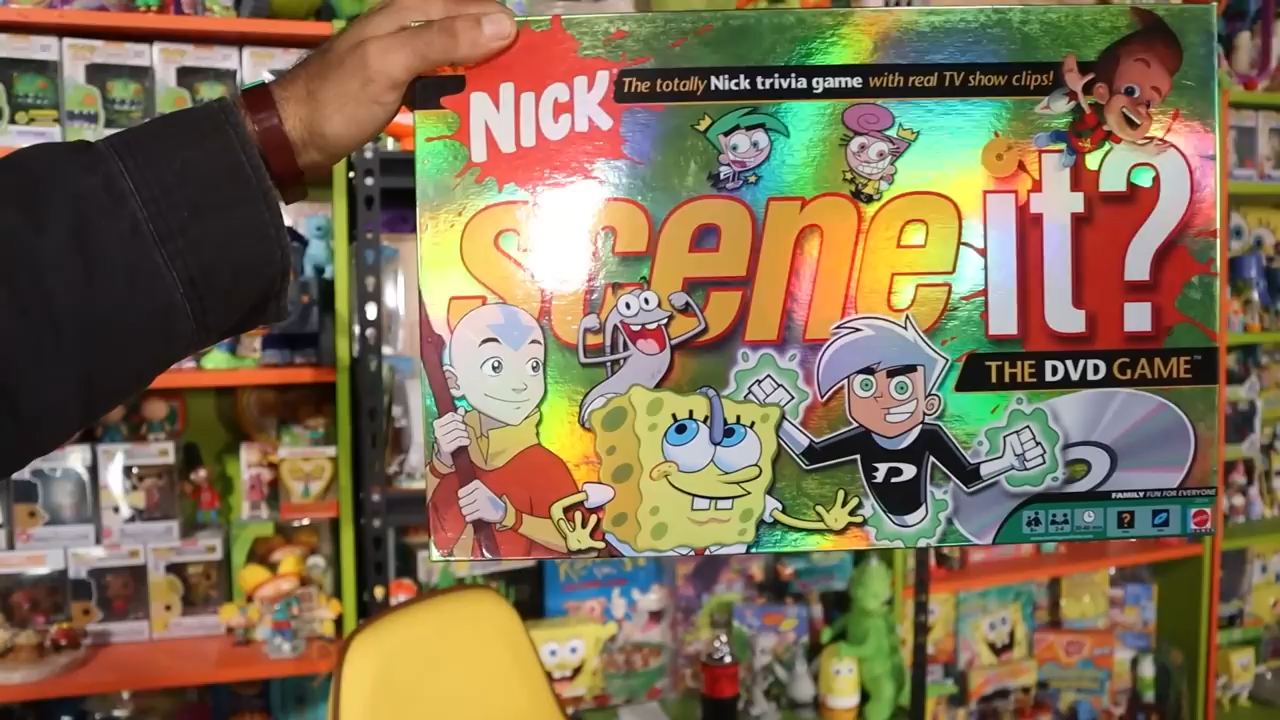 NICK
The totally Nick trivia game with real TV show clips!
Scene it?
THE DVD GAME™
FAMILY FUN FOR EVERYONE